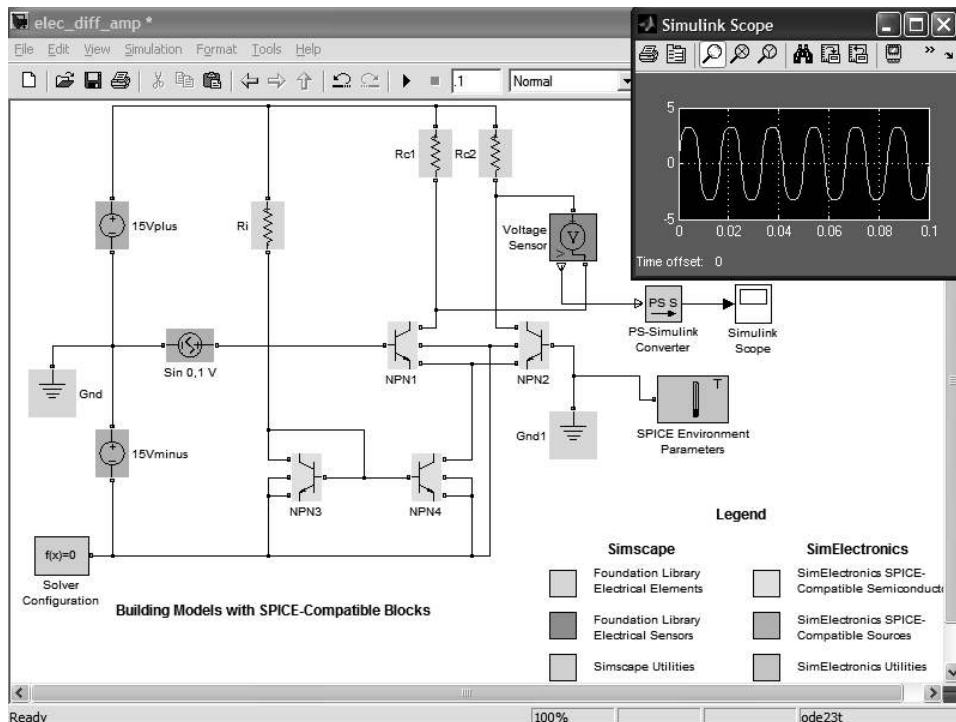 elec_diff_amp *
File Edit View Simulation Format Tools Help
.1
Normal
Simulink Scope
5
0
-5
0 0.02 0.04 0.06 0.08 0.1
Time offset: 0
Rc1
Rc2
15Vplus
Ri
Voltage
Sensor
V
PS S
PS-Simulink
Converter
Simulink
Scope
Sin 0,1 V
Gnd
NPN1
NPN2
Gnd1
T
SPICE Environment
Parameters
15Vminus
NPN3
NPN4
f(x)=0
Solver
Configuration
Building Models with SPICE-Compatible Blocks
Legend
Simscape
SimElectronics
Foundation Library
Electrical Elements
SimElectronics SPICE-
Compatible Semiconducto
Foundation Library
Electrical Sensors
SimElectronics SPICE-
Compatible Sources
Simscape Utilities
SimElectronics Utilities
Ready
100%
ode23t